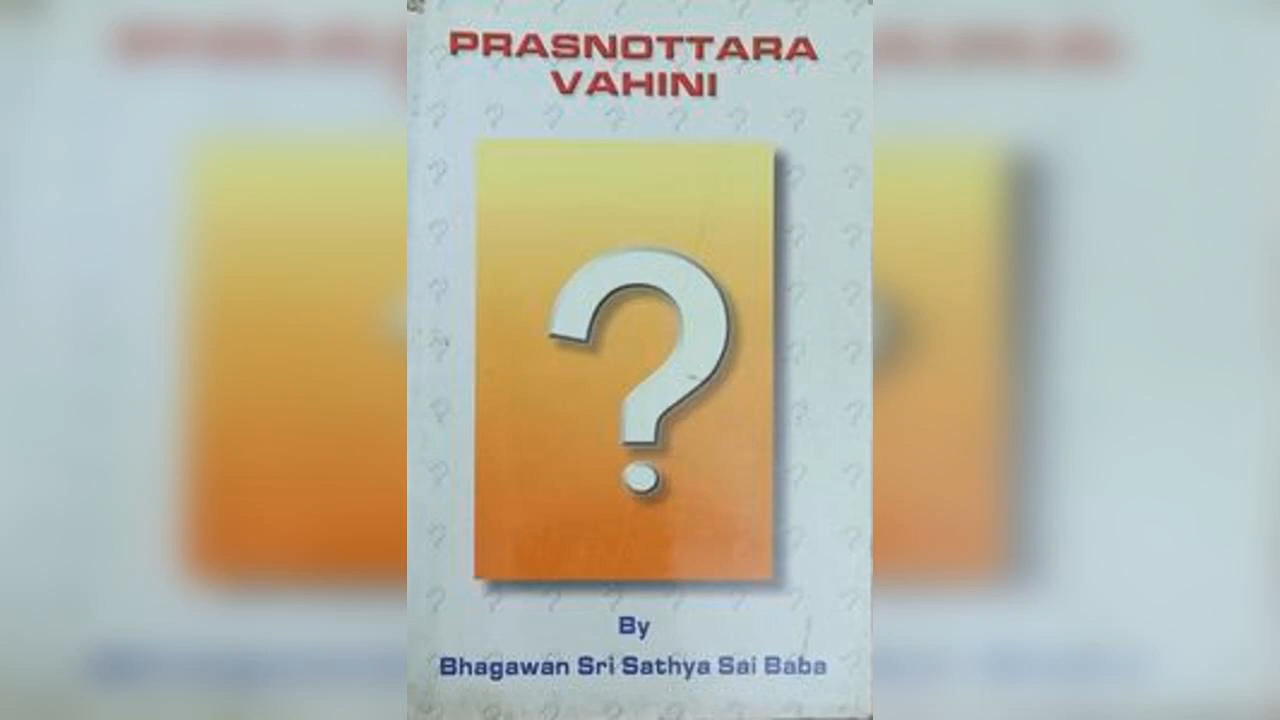 PRASNOTTARA
VAHINI
?
By
Bhagawan Sri Sathya Sai Baba